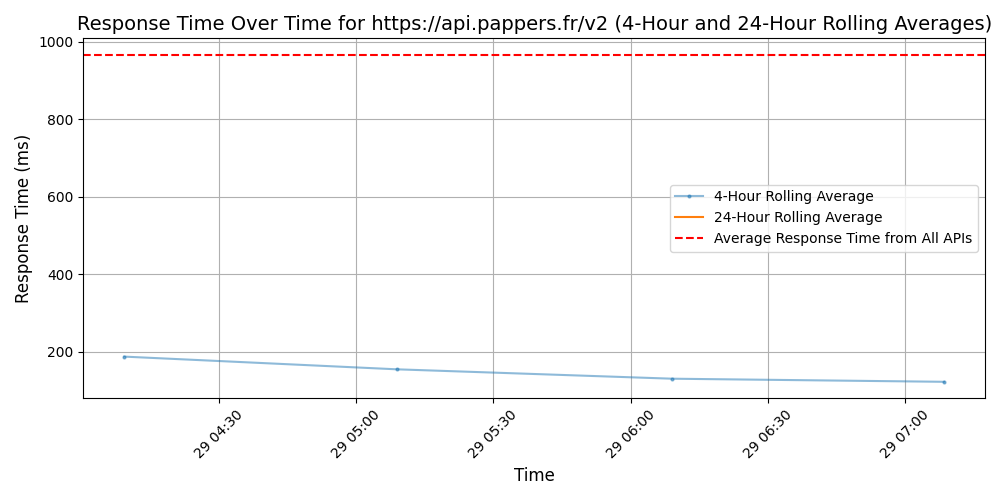 Response Time Over Time for https://api.pappers.fr/v2 (4-Hour and 24-Hour Rolling Averages)
Response Time (ms)
1000
800
600
400
200
4-Hour Rolling Average
24-Hour Rolling Average
Average Response Time from All APIs
29 04:30
29 05:00
29 05:30
29 06:00
29 06:30
29 07:00
Time